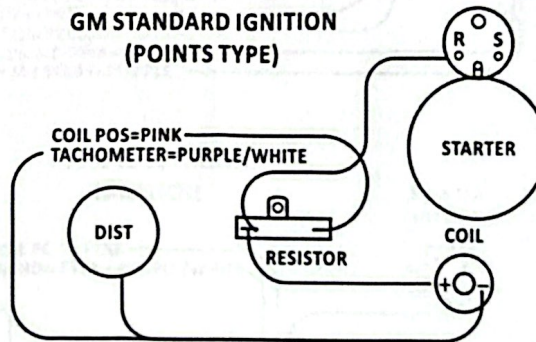 GM STANDARD IGNITION
(POINTS TYPE)
R S
COIL POS=PINK
TACHOMETER=PURPLE/WHITE
STARTER
DIST
COIL
RESISTOR
+ -